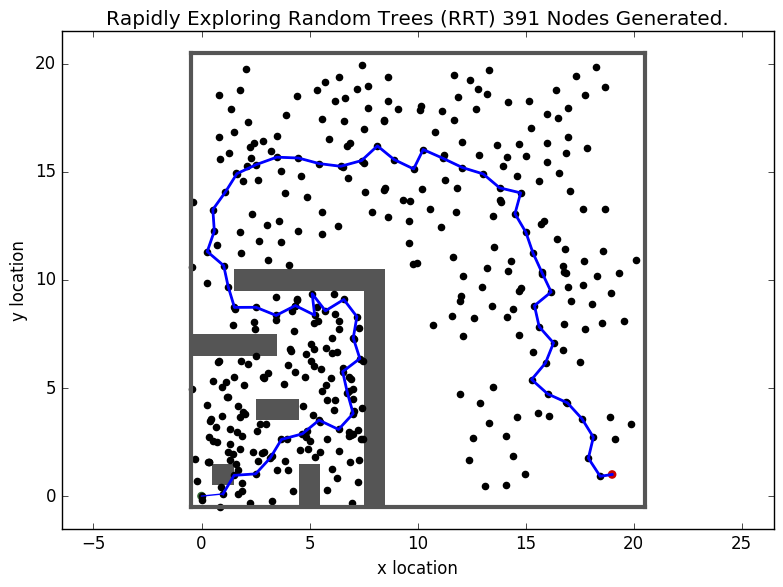 Rapidly Exploring Random Trees (RRT) 391 Nodes Generated.
20
15
10
5
0
y location
−5 0 5 10 15 20 25
x location